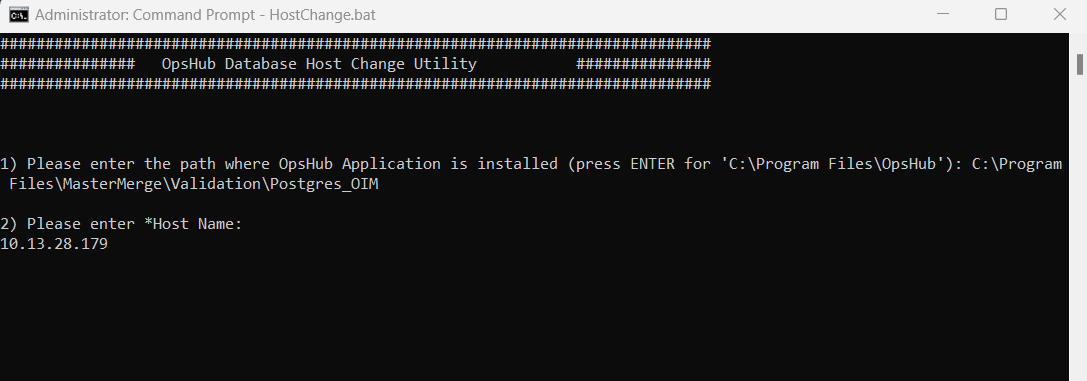 Administrator: Command Prompt - HostChange.bat
###############################################################################
############### OpsHub Database Host Change Utility ###############
###############################################################################
1) Please enter the path where OpsHub Application is installed (press ENTER for 'C:\Program Files\OpsHub'): C:\Program
Files\MasterMerge\Validation\Postgres_OIM
2) Please enter *Host Name:
10.13.28.179